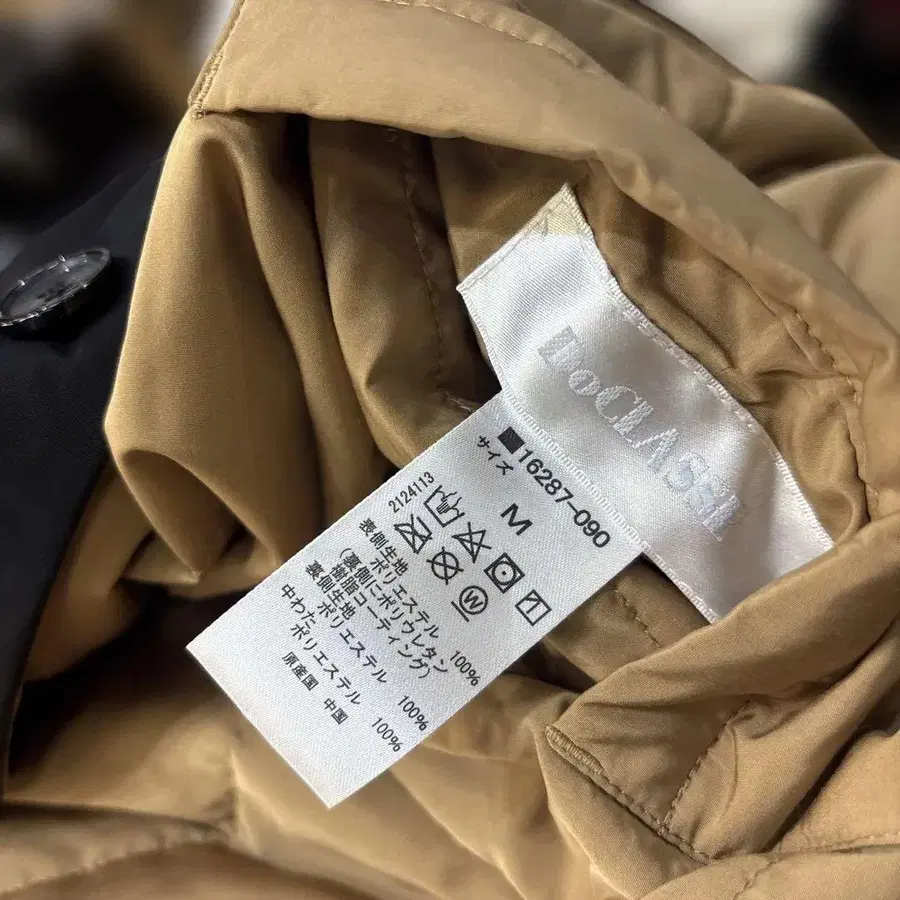 DoCLASSE
■16287-090
サイズ M
2124113
表側生地
ポリエステル 100%
(裏側にポリウレタン
樹脂コーティング)
裏側生地
ポリエステル 100%
中わた
ポリエステル 100%
原産国 中国